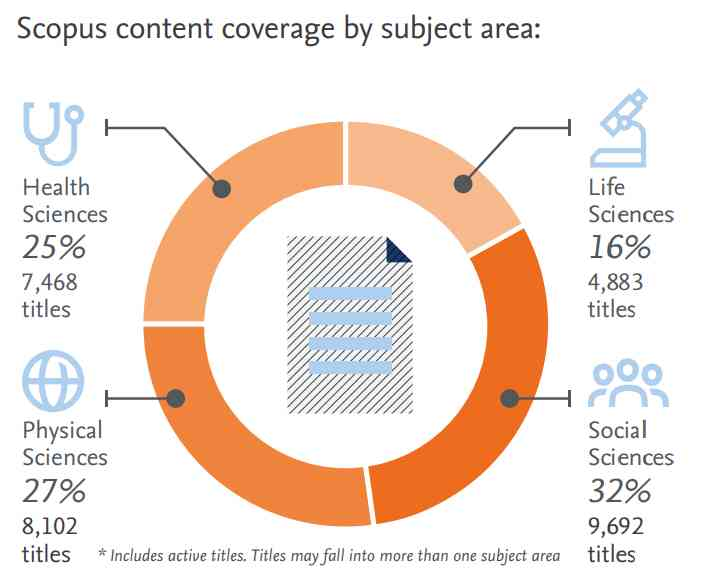 Scopus content coverage by subject area:
Health
Sciences
25%
7,468
titles
Life
Sciences
16%
4,883
titles
Physical
Sciences
27%
8,102
titles
Social
Sciences
32%
9,692
titles
* Includes active titles. Titles may fall into more than one subject area